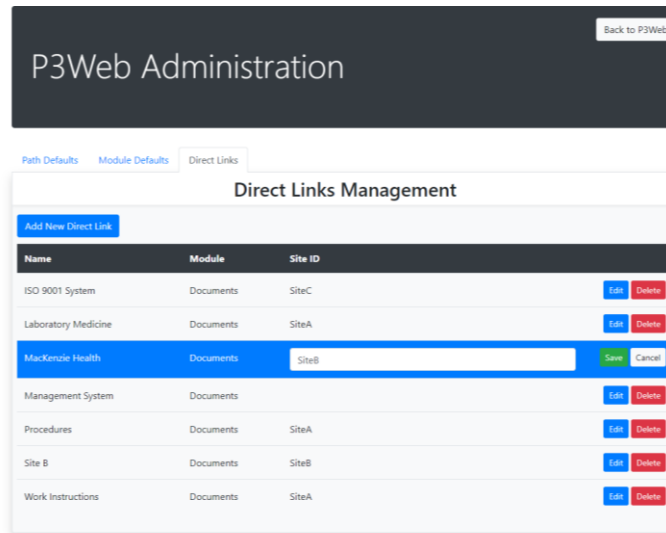 Back to P3Web
P3Web Administration
Path Defaults Module Defaults Direct Links
Direct Links Management
Add New Direct Link
Name Module Site ID
ISO 9001 System Documents SiteC Edit Delete
Laboratory Medicine Documents SiteA Edit Delete
MacKenzie Health Documents SiteB Save Cancel
Management System Documents Edit Delete
Procedures Documents SiteA Edit Delete
Site B Documents SiteB Edit Delete
Work Instructions Documents SiteA Edit Delete